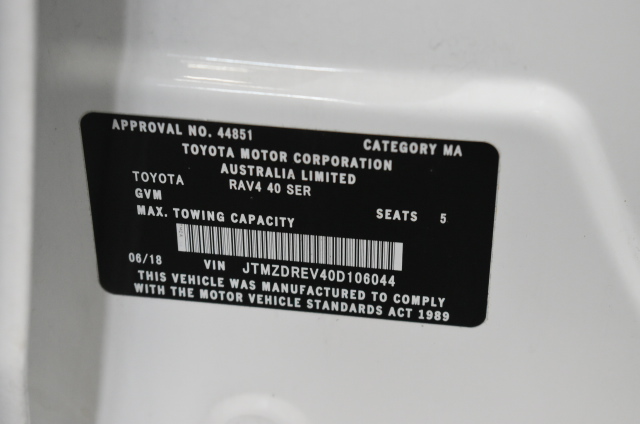 APPROVAL NO. 44851 CATEGORY MA
TOYOTA MOTOR CORPORATION
AUSTRALIA LIMITED
TOYOTA RAV4 40 SER
GVM
MAX. TOWING CAPACITY SEATS 5
06/18 VIN JTMZDREV40D106044
THIS VEHICLE WAS MANUFACTURED TO COMPLY
WITH THE MOTOR VEHICLE STANDARDS ACT 1989